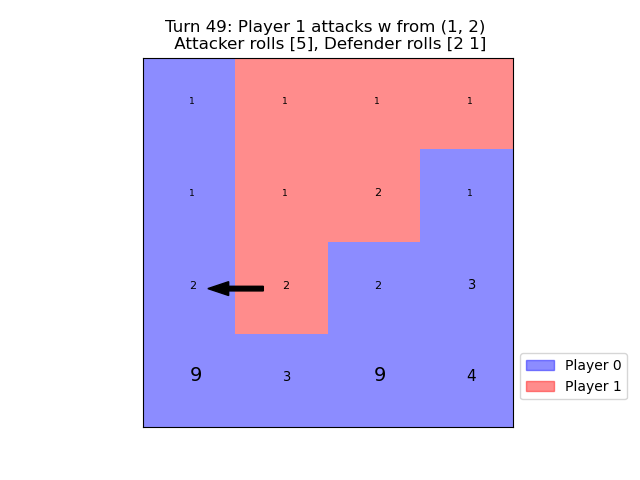 Turn 49: Player 1 attacks w from (1, 2)
Attacker rolls [5], Defender rolls [2 1]
1 1 1 1
1 1 2 1
2 2 2 3
9 3 9 4
Player 0
Player 1